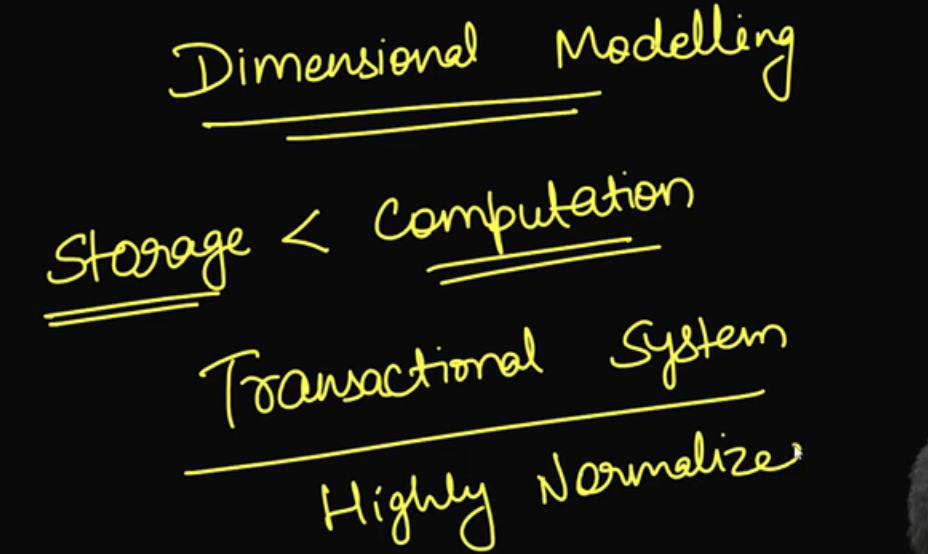 Dimensional Modelling
Storage < Computation
Transactional System
Highly Normalize